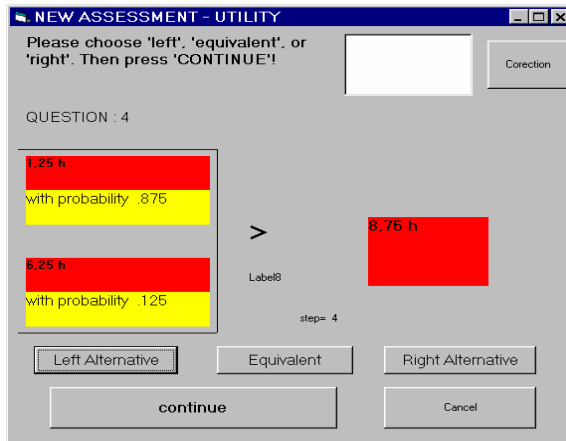 NEW ASSESSMENT - UTILITY
Please choose 'left', 'equivalent', or
'right'. Then press 'CONTINUE'!
Corection
QUESTION : 4
1,25 h
with probability .875
>
8,75 h
6,25 h
Label8
with probability .125
step= 4
Left Alternative
Equivalent
Right Alternative
continue
Cancel